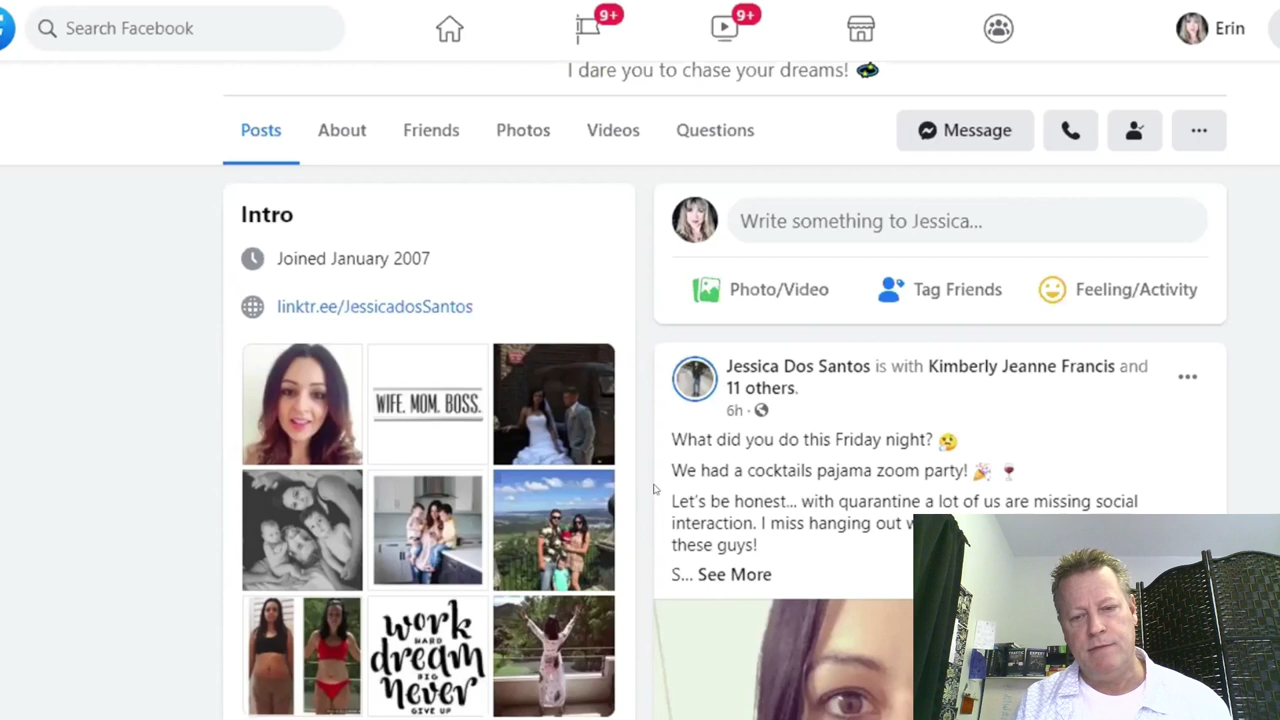 Search Facebook
9+
9+
Erin
I dare you to chase your dreams!
Posts
About
Friends
Photos
Videos
Questions
Message
Intro
Joined January 2007
linktr.ee/JessicadosSantos
WIFE. MOM. BOSS.
work
HARD
dream
BIG
never
GIVE UP
Write something to Jessica...
Photo/Video
Tag Friends
Feeling/Activity
Jessica Dos Santos is with Kimberly Jeanne Francis and
11 others.
6h ·
What did you do this Friday night?
We had a cocktails pajama zoom party!
Let's be honest... with quarantine a lot of us are missing social
interaction. I miss hanging out
these guys!
S... See More